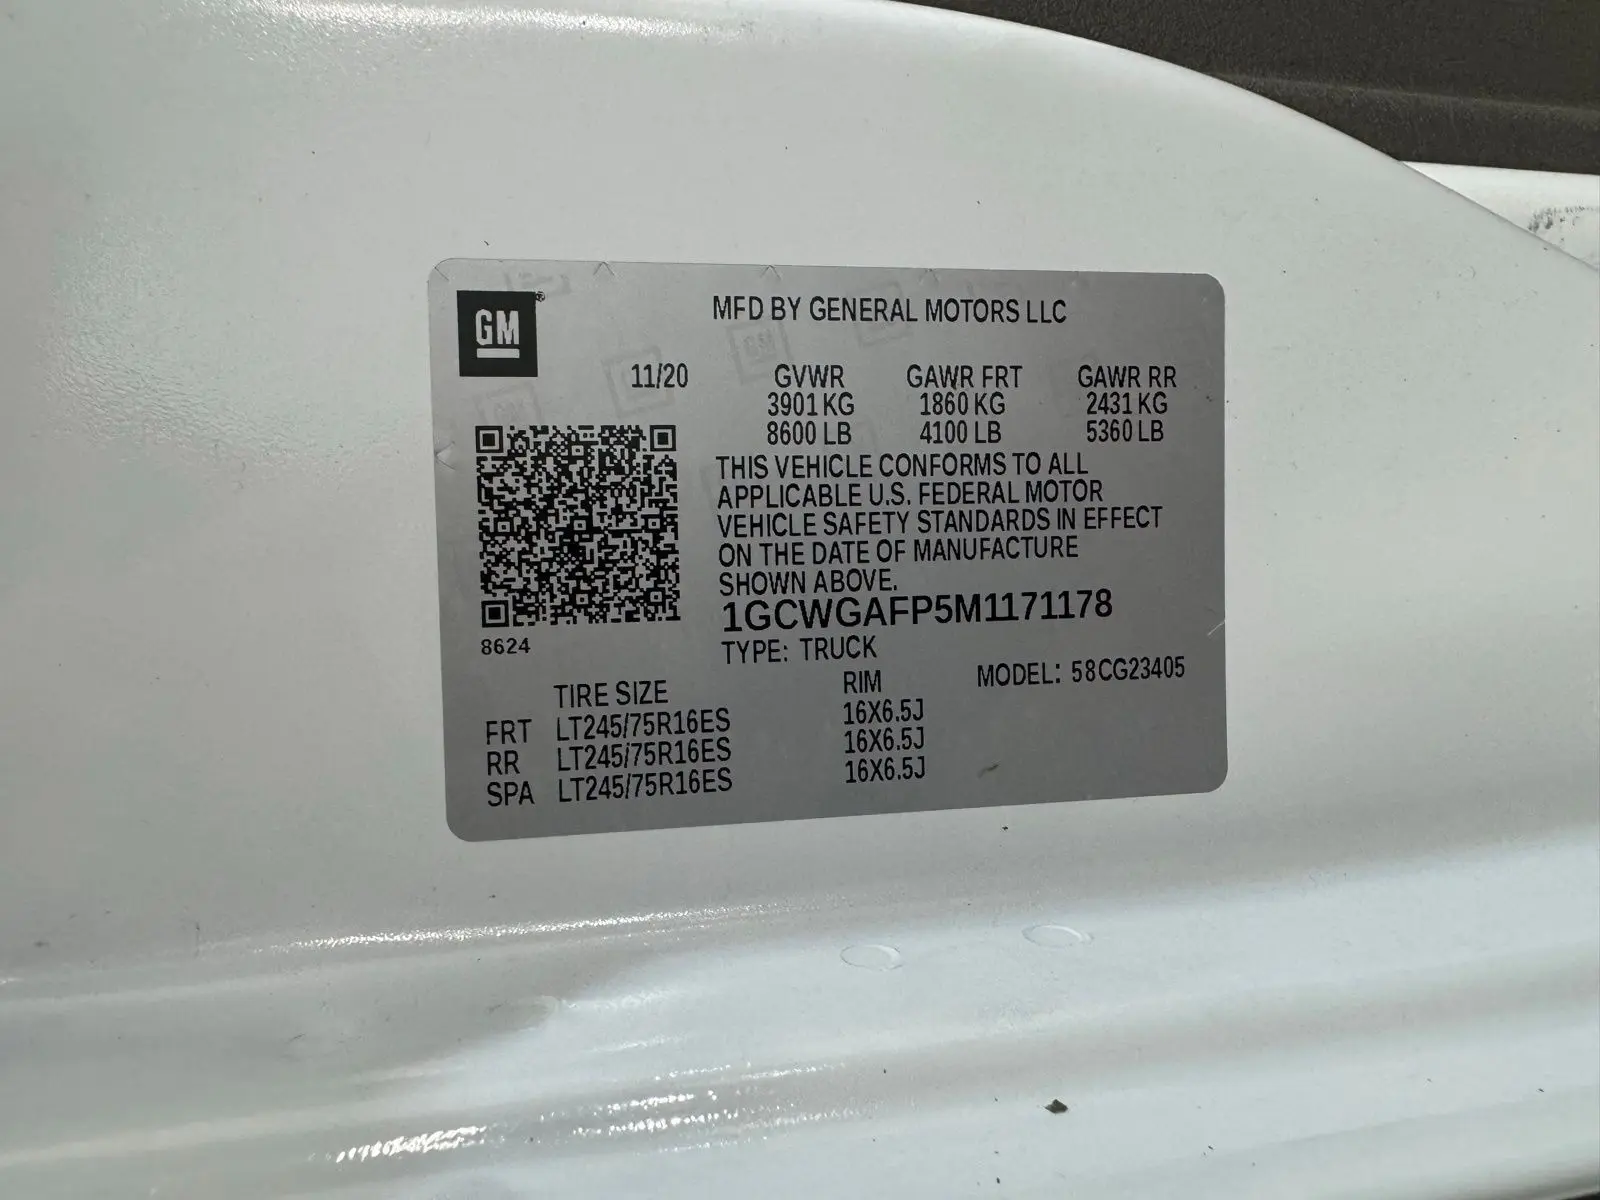 GM
MFD BY GENERAL MOTORS LLC
11/20 GVWR GAWR FRT GAWR RR
3901 KG 1860 KG 2431 KG
8600 LB 4100 LB 5360 LB
THIS VEHICLE CONFORMS TO ALL
APPLICABLE U.S. FEDERAL MOTOR
VEHICLE SAFETY STANDARDS IN EFFECT
ON THE DATE OF MANUFACTURE
SHOWN ABOVE.
1GCWGAFP5M1171178
8624
TYPE: TRUCK
TIRE SIZE RIM MODEL: 58CG23405
FRT LT245/75R16ES 16X6.5J
RR LT245/75R16ES 16X6.5J
SPA LT245/75R16ES 16X6.5J